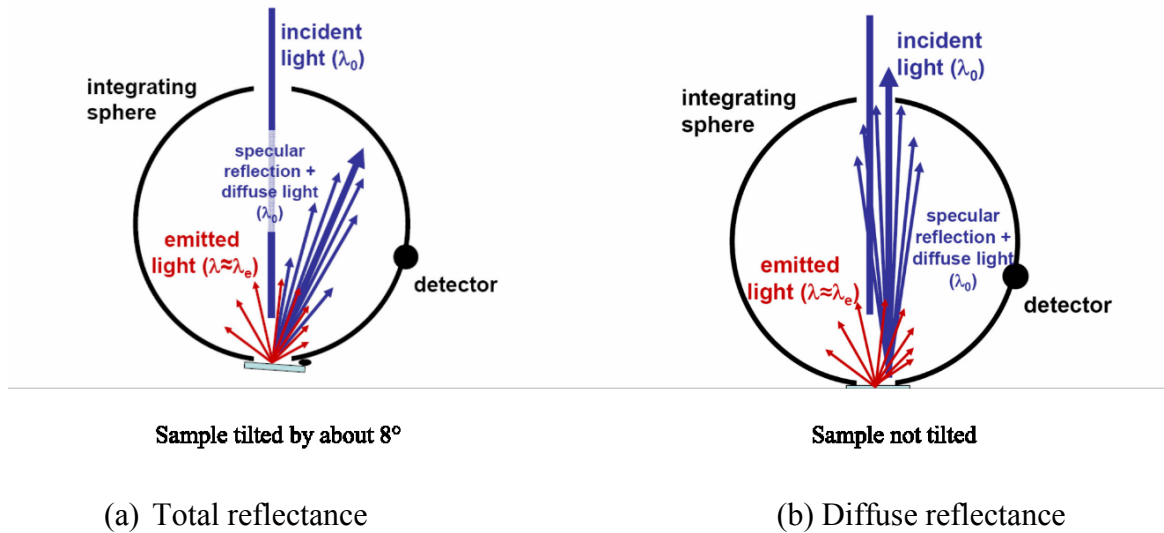 incident
light (λ₀)
integrating
sphere
specular
reflection +
diffuse light
(λ₀)
emitted
light (λ≈λₑ)
detector
Sample tilted by about 8°
(a) Total reflectance
incident
light (λ₀)
integrating
sphere
specular
reflection +
diffuse light
(λ₀)
emitted
light (λ≈λₑ)
detector
Sample not tilted
(b) Diffuse reflectance